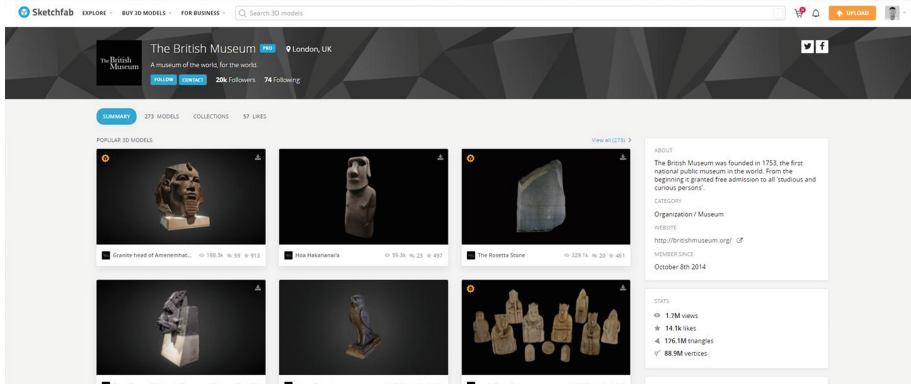 Sketchfab
EXPLORE
BUY 3D MODELS
FOR BUSINESS
Search 3D models
UPLOAD
The British Museum
The British Museum PRO London, UK
A museum of the world, for the world.
FOLLOW CONTACT 20k Followers 74 Following
SUMMARY 273 MODELS COLLECTIONS 57 LIKES
POPULAR 3D MODELS View all (273)
Granite head of Amenemhat... 188.3k 59 913
Hoa Hakananai'a 55.3k 23 497
The Rosetta Stone 329.1k 20 481
ABOUT
The British Museum was founded in 1753, the first
national public museum in the world. From the
beginning it granted free admission to all 'studious and
curious persons'.
CATEGORY
Organization / Museum
WEBSITE
http://britishmuseum.org/
MEMBER SINCE
October 8th 2014
STATS
1.7M views
14.1k likes
176.1M triangles
88.9M vertices